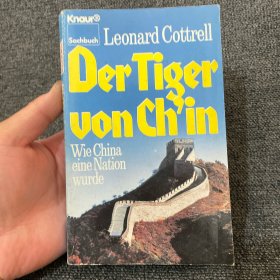 Knaur®
Sachbuch
Leonard Cottrell
Der Tiger
von Ch'in
Wie China
eine Nation
wurde